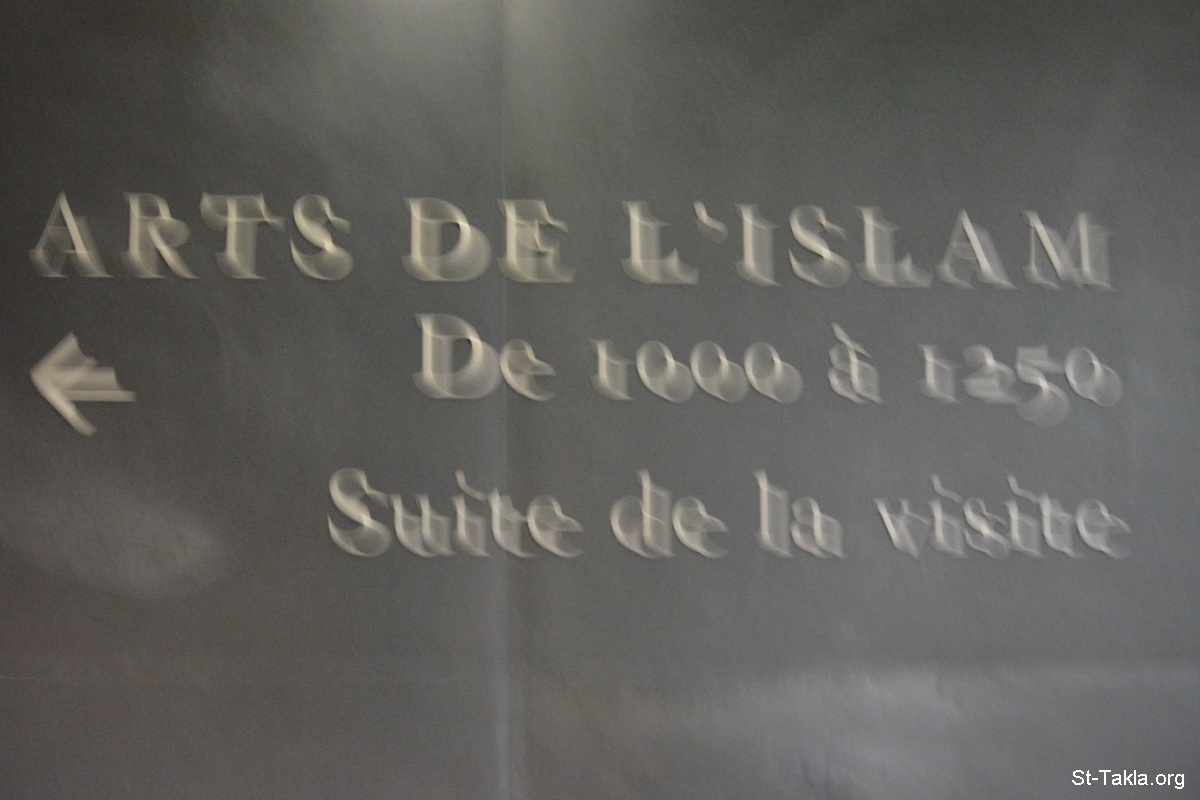 ARTS DE L'ISLAM
De 1000 à 1250
Suite de la visite
St-Takla.org